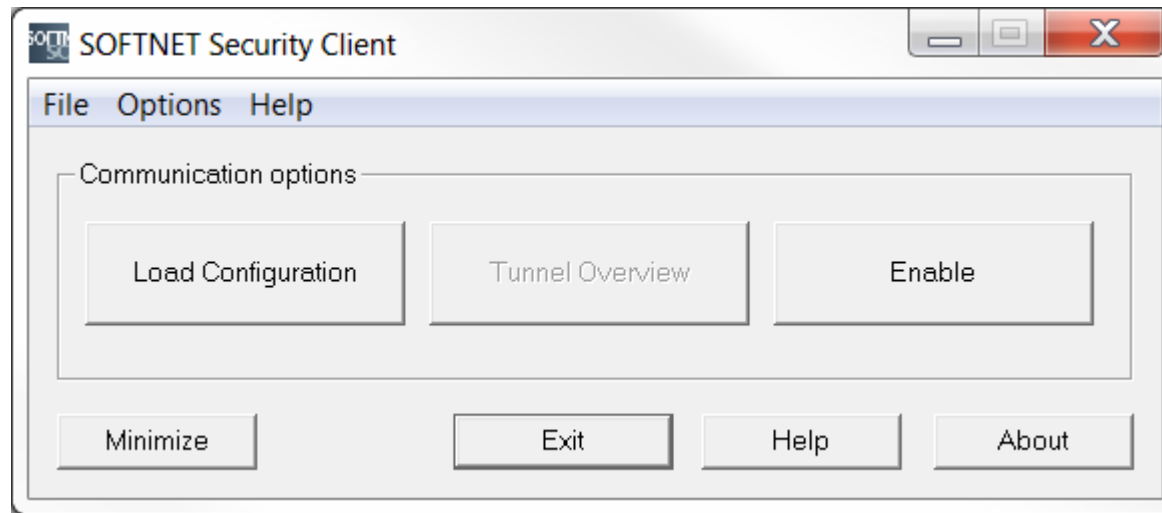 SOFTNET Security Client
File Options Help
Communication options
Load Configuration Tunnel Overview Enable
Minimize Exit Help About